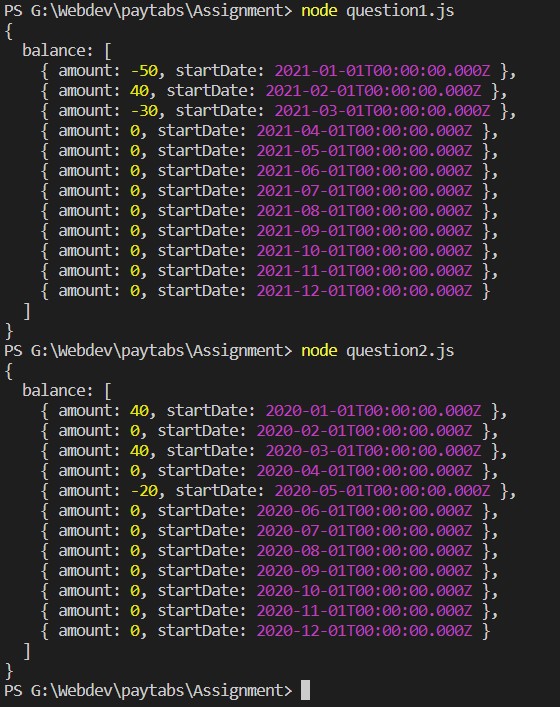 PS G:\Webdev\paytabs\Assignment> node question1.js
{
  balance: [
    { amount: -50, startDate: 2021-01-01T00:00:00.000Z },
    { amount: 40, startDate: 2021-02-01T00:00:00.000Z },
    { amount: -30, startDate: 2021-03-01T00:00:00.000Z },
    { amount: 0, startDate: 2021-04-01T00:00:00.000Z },
    { amount: 0, startDate: 2021-05-01T00:00:00.000Z },
    { amount: 0, startDate: 2021-06-01T00:00:00.000Z },
    { amount: 0, startDate: 2021-07-01T00:00:00.000Z },
    { amount: 0, startDate: 2021-08-01T00:00:00.000Z },
    { amount: 0, startDate: 2021-09-01T00:00:00.000Z },
    { amount: 0, startDate: 2021-10-01T00:00:00.000Z },
    { amount: 0, startDate: 2021-11-01T00:00:00.000Z },
    { amount: 0, startDate: 2021-12-01T00:00:00.000Z }
  ]
}
PS G:\Webdev\paytabs\Assignment> node question2.js
{
  balance: [
    { amount: 40, startDate: 2020-01-01T00:00:00.000Z },
    { amount: 0, startDate: 2020-02-01T00:00:00.000Z },
    { amount: 40, startDate: 2020-03-01T00:00:00.000Z },
    { amount: 0, startDate: 2020-04-01T00:00:00.000Z },
    { amount: -20, startDate: 2020-05-01T00:00:00.000Z },
    { amount: 0, startDate: 2020-06-01T00:00:00.000Z },
    { amount: 0, startDate: 2020-07-01T00:00:00.000Z },
    { amount: 0, startDate: 2020-08-01T00:00:00.000Z },
    { amount: 0, startDate: 2020-09-01T00:00:00.000Z },
    { amount: 0, startDate: 2020-10-01T00:00:00.000Z },
    { amount: 0, startDate: 2020-11-01T00:00:00.000Z },
    { amount: 0, startDate: 2020-12-01T00:00:00.000Z }
  ]
}
PS G:\Webdev\paytabs\Assignment>